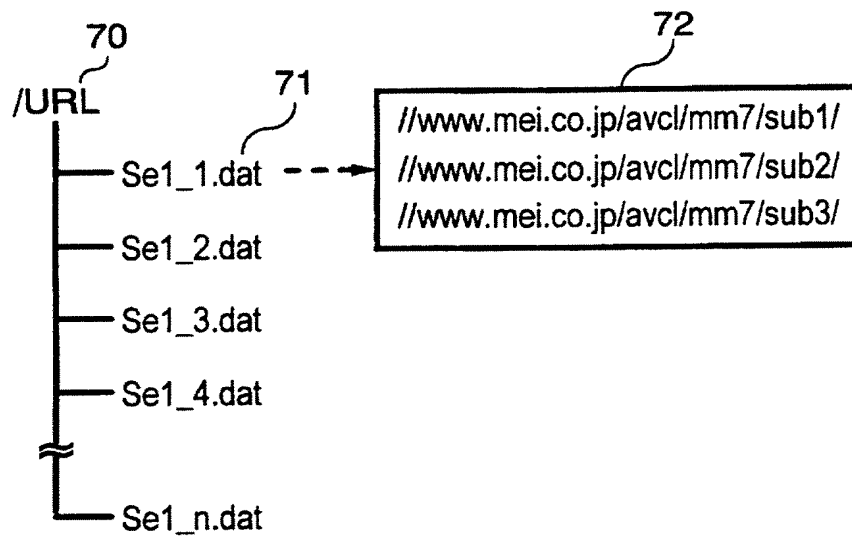 70
72
/URL
71
Se1_1.dat
//www.mei.co.jp/avcl/mm7/sub1/
//www.mei.co.jp/avcl/mm7/sub2/
//www.mei.co.jp/avcl/mm7/sub3/
Se1_2.dat
Se1_3.dat
Se1_4.dat
Se1_n.dat